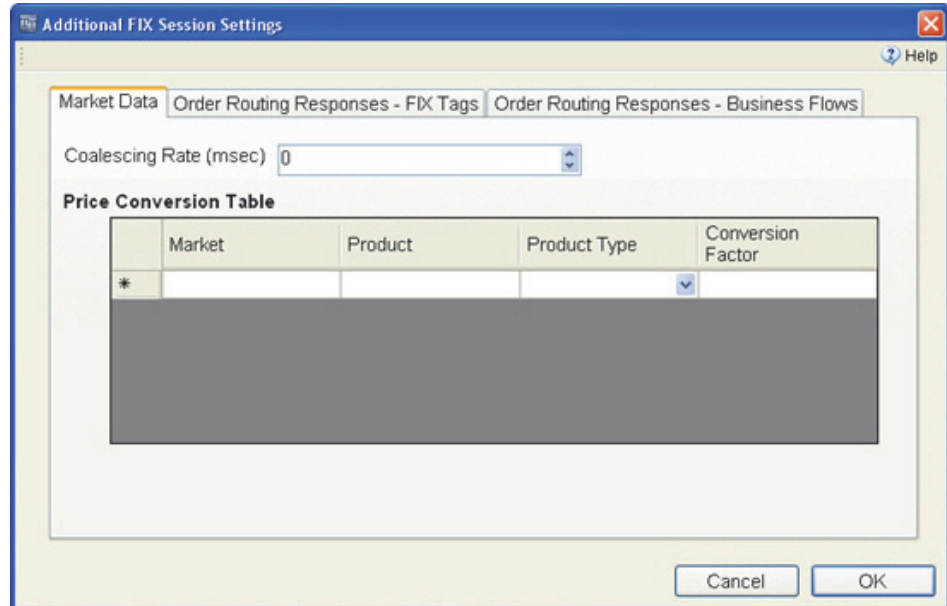 Additional FIX Session Settings
Help
Market Data Order Routing Responses - FIX Tags Order Routing Responses - Business Flows
Coalescing Rate (msec) 0
Price Conversion Table
Market Product Product Type Conversion Factor
*
Cancel OK